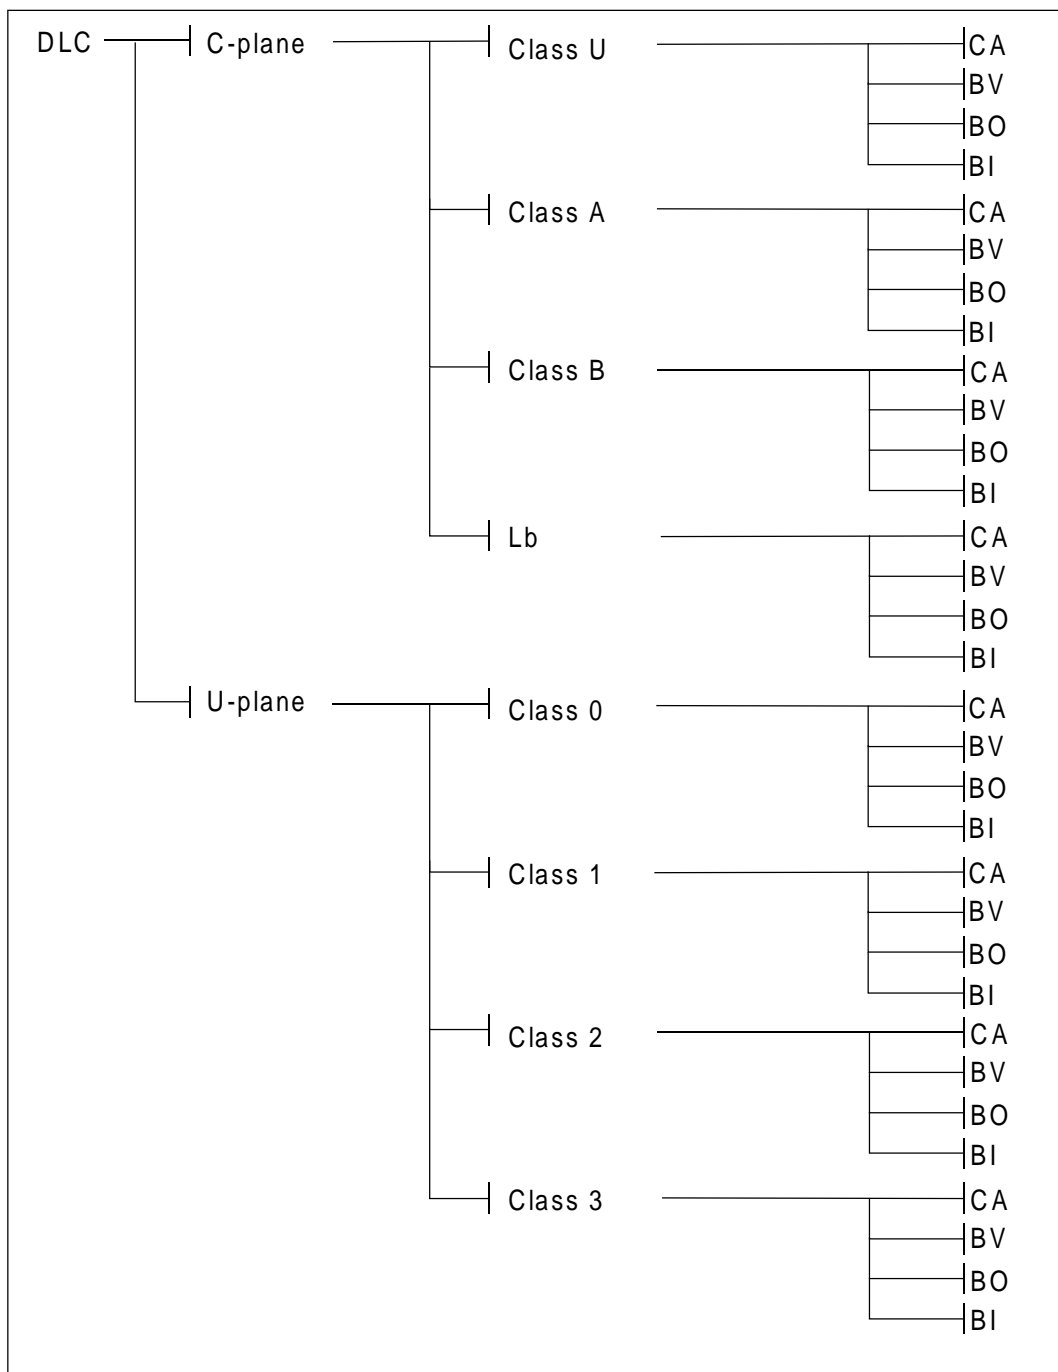 DLC C-plane Class U CA
BV
BO
BI
Class A CA
BV
BO
BI
Class B CA
BV
BO
BI
Lb CA
BV
BO
BI
U-plane Class 0 CA
BV
BO
BI
Class 1 CA
BV
BO
BI
Class 2 CA
BV
BO
BI
Class 3 CA
BV
BO
BI